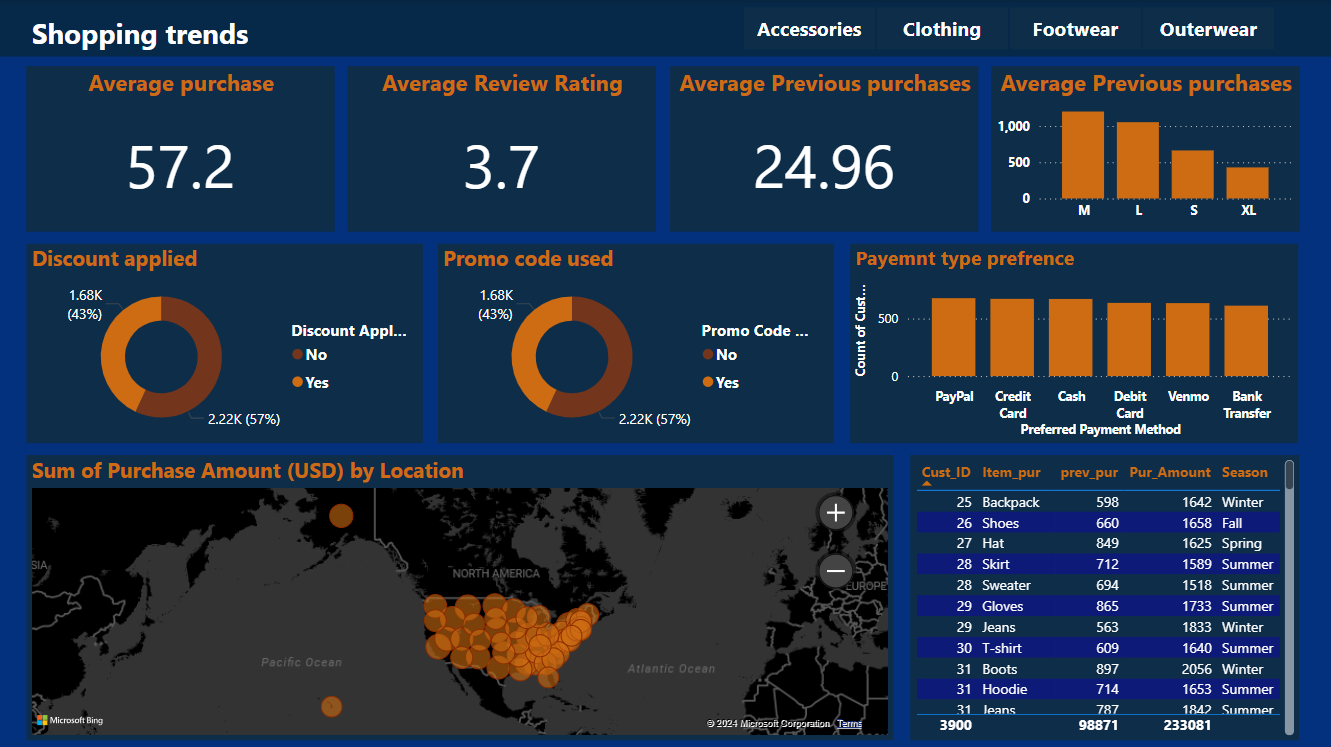 Shopping trends
Accessories
Clothing
Footwear
Outerwear
Average purchase
57.2
Average Review Rating
3.7
Average Previous purchases
24.96
Average Previous purchases
1,000
500
0
M L S XL
Discount applied
1.68K
(43%)
2.22K (57%)
Discount Appl...
No
Yes
Promo code used
1.68K
(43%)
2.22K (57%)
Promo Code ...
No
Yes
Payemnt type prefrence
Count of Cust...
500
0
PayPal
Credit
Card
Cash
Debit
Card
Venmo
Bank
Transfer
Preferred Payment Method
Sum of Purchase Amount (USD) by Location
+
−
SIA
NORTH AMERICA
EUROPE
Pacific Ocean
Atlantic Ocean
Microsoft Bing
© 2024 Microsoft Corporation Terms
Cust_ID Item_pur prev_pur Pur_Amount Season
25 Backpack 598 1642 Winter
26 Shoes 660 1658 Fall
27 Hat 849 1625 Spring
28 Skirt 712 1589 Summer
28 Sweater 694 1518 Summer
29 Gloves 865 1733 Summer
29 Jeans 563 1833 Winter
30 T-shirt 609 1640 Summer
31 Boots 897 2056 Winter
31 Hoodie 714 1653 Summer
31 Jeans 787 1842 Summer
3900 98871 233081